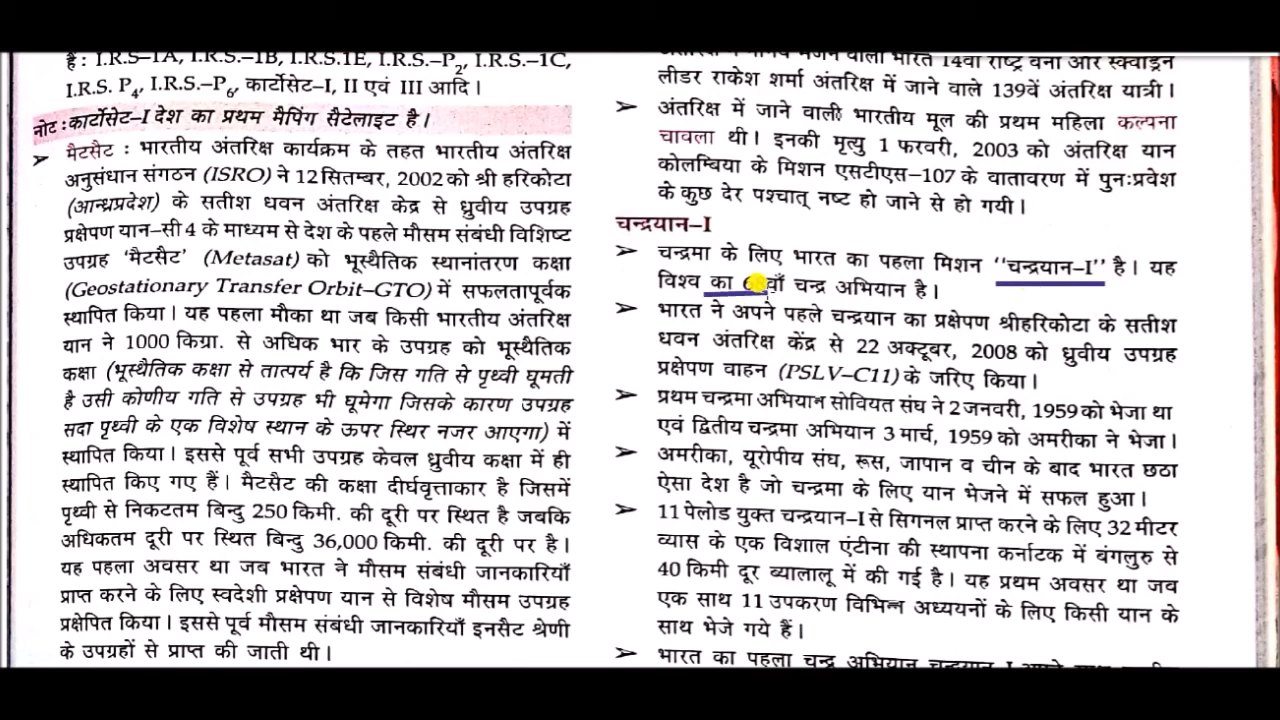 हैं : I.R.S-1A, I.R.S.-1B, I.R.S.1E, I.R.S.-P2, I.R.S.-1C,
I.R.S. P4, I.R.S.-P6, कार्टोसेट-I, II एवं III आदि।
नोट : कार्टोसेट-I देश का प्रथम मैपिंग सैटेलाइट है।
➤ मैटसैट : भारतीय अंतरिक्ष कार्यक्रम के तहत भारतीय अंतरिक्ष
अनुसंधान संगठन (ISRO) ने 12 सितम्बर, 2002 को श्री हरिकोटा
(आन्ध्रप्रदेश) के सतीश धवन अंतरिक्ष केंद्र से ध्रुवीय उपग्रह
प्रक्षेपण यान-सी 4 के माध्यम से देश के पहले मौसम संबंधी विशिष्ट
उपग्रह 'मैटसैट' (Metasat) को भूस्थैतिक स्थानांतरण कक्षा
(Geostationary Transfer Orbit-GTO) में सफलतापूर्वक
स्थापित किया। यह पहला मौका था जब किसी भारतीय अंतरिक्ष
यान ने 1000 किग्रा. से अधिक भार के उपग्रह को भूस्थैतिक
कक्षा (भूस्थैतिक कक्षा से तात्पर्य है कि जिस गति से पृथ्वी घूमती
है उसी कोणीय गति से उपग्रह भी घूमेगा जिसके कारण उपग्रह
सदा पृथ्वी के एक विशेष स्थान के ऊपर स्थिर नजर आएगा) में
स्थापित किया। इससे पूर्व सभी उपग्रह केवल ध्रुवीय कक्षा में ही
स्थापित किए गए हैं। मैटसैट की कक्षा दीर्घवृत्ताकार है जिसमें
पृथ्वी से निकटतम बिन्दु 250 किमी. की दूरी पर स्थित है जबकि
अधिकतम दूरी पर स्थित बिन्दु 36,000 किमी. की दूरी पर है।
यह पहला अवसर था जब भारत ने मौसम संबंधी जानकारियाँ
प्राप्त करने के लिए स्वदेशी प्रक्षेपण यान से विशेष मौसम उपग्रह
प्रक्षेपित किया। इससे पूर्व मौसम संबंधी जानकारियाँ इनसैट श्रेणी
के उपग्रहों से प्राप्त की जाती थी।
वाला भारत 14वां राष्ट्र बना और स्क्वाड्रन
लीडर राकेश शर्मा अंतरिक्ष में जाने वाले 139वें अंतरिक्ष यात्री।
➤ अंतरिक्ष में जाने वाली भारतीय मूल की प्रथम महिला कल्पना
चावला थी। इनकी मृत्यु 1 फरवरी, 2003 को अंतरिक्ष यान
कोलम्बिया के मिशन एसटीएस-107 के वातावरण में पुनःप्रवेश
के कुछ देर पश्चात् नष्ट हो जाने से हो गयी।
चन्द्रयान-I
➤ चन्द्रमा के लिए भारत का पहला मिशन "चन्द्रयान-I" है। यह
विश्व का चन्द्र अभियान है।
➤ भारत ने अपने पहले चन्द्रयान का प्रक्षेपण श्रीहरिकोटा के सतीश
धवन अंतरिक्ष केंद्र से 22 अक्टूबर, 2008 को ध्रुवीय उपग्रह
प्रक्षेपण वाहन (PSLV-C11) के जरिए किया।
➤ प्रथम चन्द्रमा अभियान सोवियत संघ ने 2 जनवरी, 1959 को भेजा था
एवं द्वितीय चन्द्रमा अभियान 3 मार्च, 1959 को अमरीका ने भेजा।
➤ अमरीका, यूरोपीय संघ, रूस, जापान व चीन के बाद भारत छठा
ऐसा देश है जो चन्द्रमा के लिए यान भेजने में सफल हुआ।
➤ 11 पेलोड युक्त चन्द्रयान-I से सिगनल प्राप्त करने के लिए 32 मीटर
व्यास के एक विशाल एंटीना की स्थापना कर्नाटक में बंगलुरु से
40 किमी दूर ब्यालालू में की गई है। यह प्रथम अवसर था जब
एक साथ 11 उपकरण विभिन्न अध्ययनों के लिए किसी यान के
साथ भेजे गये हैं।
➤ भारत का पहला चन्द्र अभियान चन्द्रयान-I अपने साथ